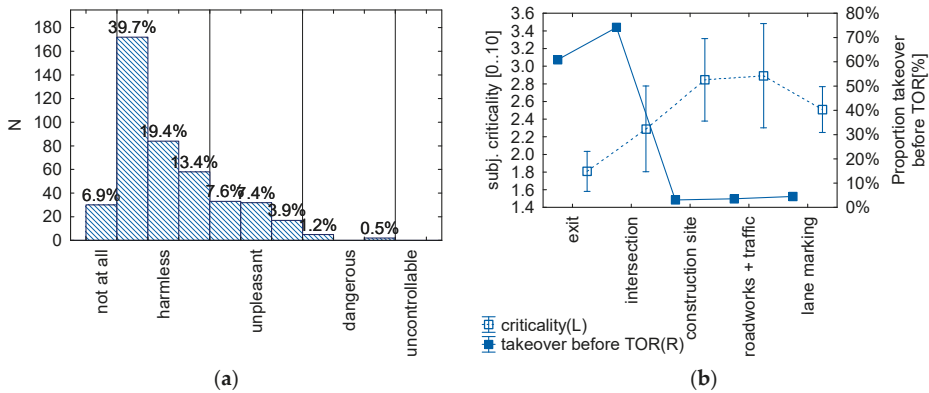 39.7%
19.4%
13.4%
6.9%
7.6%
7.4%
3.9%
1.2%
0.5%
180
160
140
120
100
80
60
40
20
0
N
not at all
harmless
unpleasant
dangerous
uncontrollable
(a)
3.6
3.4
3.2
3.0
2.8
2.6
2.4
2.2
2.0
1.8
1.6
1.4
subj. criticality [0..10]
80%
70%
60%
50%
40%
30%
20%
10%
0%
Proportion takeover
before TOR[%]
exit
intersection
construction site
roadworks + traffic
lane marking
criticality(L)
takeover before TOR(R)
(b)